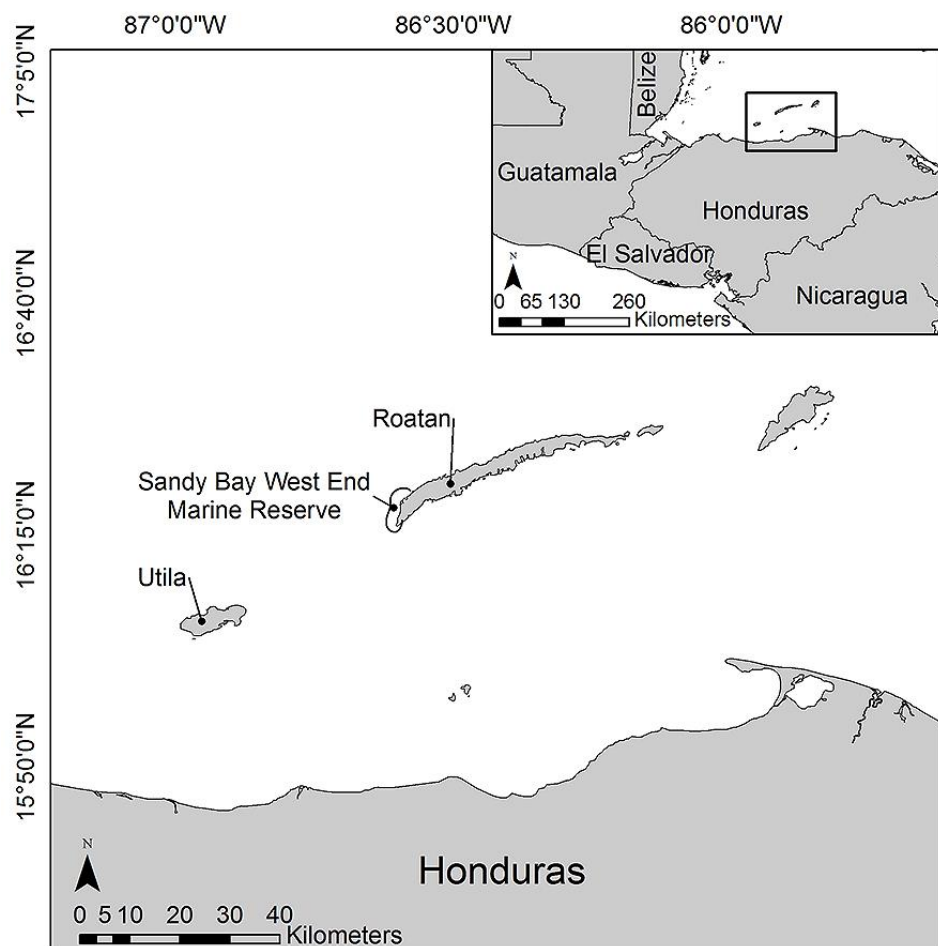 87°0'0"W 86°30'0"W 86°0'0"W
17°5'0"N
16°40'0"N
16°15'0"N
15°50'0"N
Belize
Guatamala
Honduras
El Salvador
Nicaragua
N
0 65 130 260
Kilometers
Roatan
Sandy Bay West End
Marine Reserve
Utila
Honduras
N
0 5 10 20 30 40
Kilometers